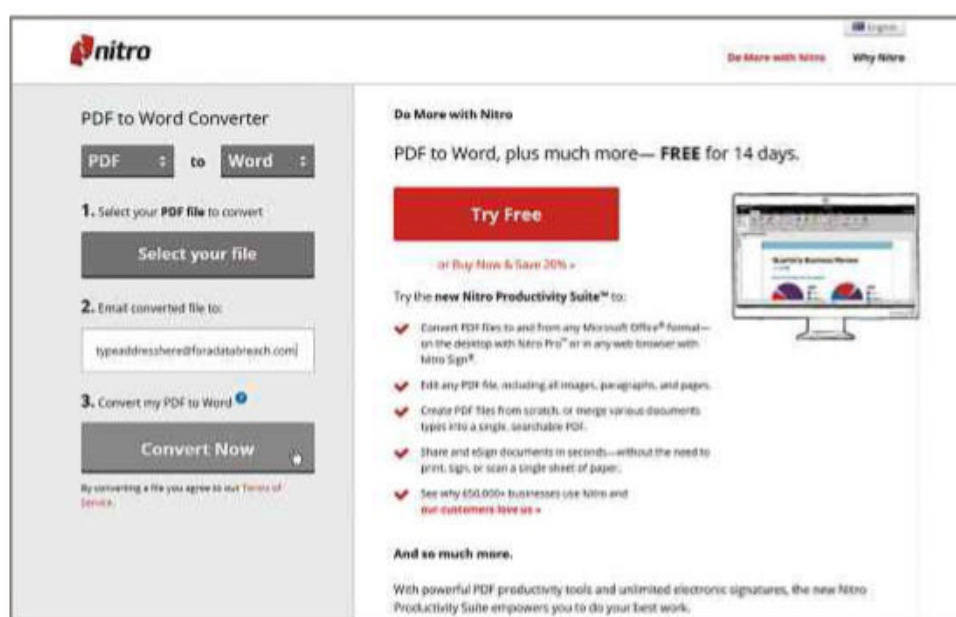 English
nitro
Do More with Nitro
Why Nitro
PDF to Word Converter
PDF to Word
1. Select your PDF file to convert
Select your file
2. Email converted file to:
typeaddresshere@foradatabreach.com
3. Convert my PDF to Word
Convert Now
By converting a file you agree to our Terms of
Service.
Do More with Nitro
PDF to Word, plus much more— FREE for 14 days.
Try Free
or Buy Now & Save 20% »
Try the new Nitro Productivity Suite™ to:
Convert PDF files to and from any Microsoft Office® format—
on the desktop with Nitro Pro™ or in any web browser with
Nitro Sign®.
Edit any PDF file, including all images, paragraphs, and pages.
Create PDF files from scratch, or merge various documents
types into a single, searchable PDF.
Share and eSign documents in seconds—without the need to
print, sign, or scan a single sheet of paper.
See why 650,000+ businesses use Nitro and
our customers love us »
Quarterly Business Review
And so much more.
With powerful PDF productivity tools and unlimited electronic signatures, the new Nitro
Productivity Suite empowers you to do your best work.